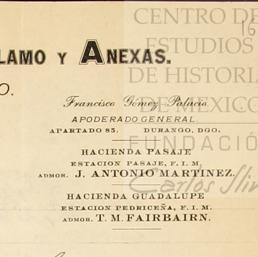 CENTRO DE
ESTUDIOS
DE HISTORIA
DE MEXICO
FUNDACIÓN
Carlos Slim
LAMO Y ANEXAS.
O.
Francisco Gómez Palacio
APODERADO GENERAL
APARTADO 85. DURANGO, DGO.
HACIENDA PASAJE
ESTACION PASAJE, F. I. M.
ADMOR. J. ANTONIO MARTINEZ.
HACIENDA GUADALUPE
ESTACION PEDRICEÑA, F. I. M.
ADMOR. T. M. FAIRBAIRN.